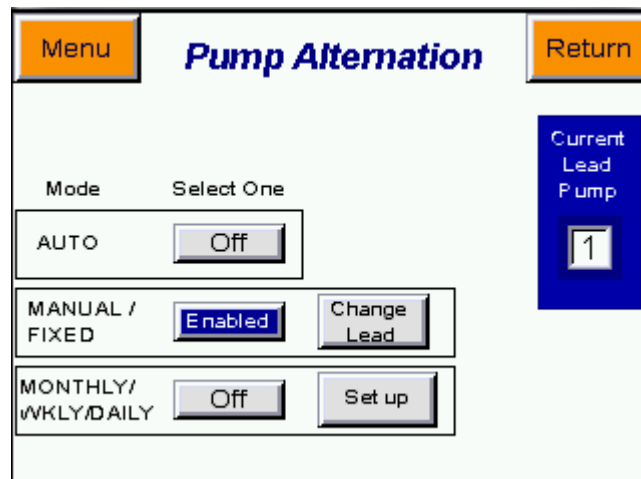 Menu
Pump Alternation
Return
Current
Lead
Pump
1
Mode
Select One
AUTO
Off
MANUAL /
FIXED
Enabled
Change
Lead
MONTHLY/
WKLY/DAILY
Off
Set up